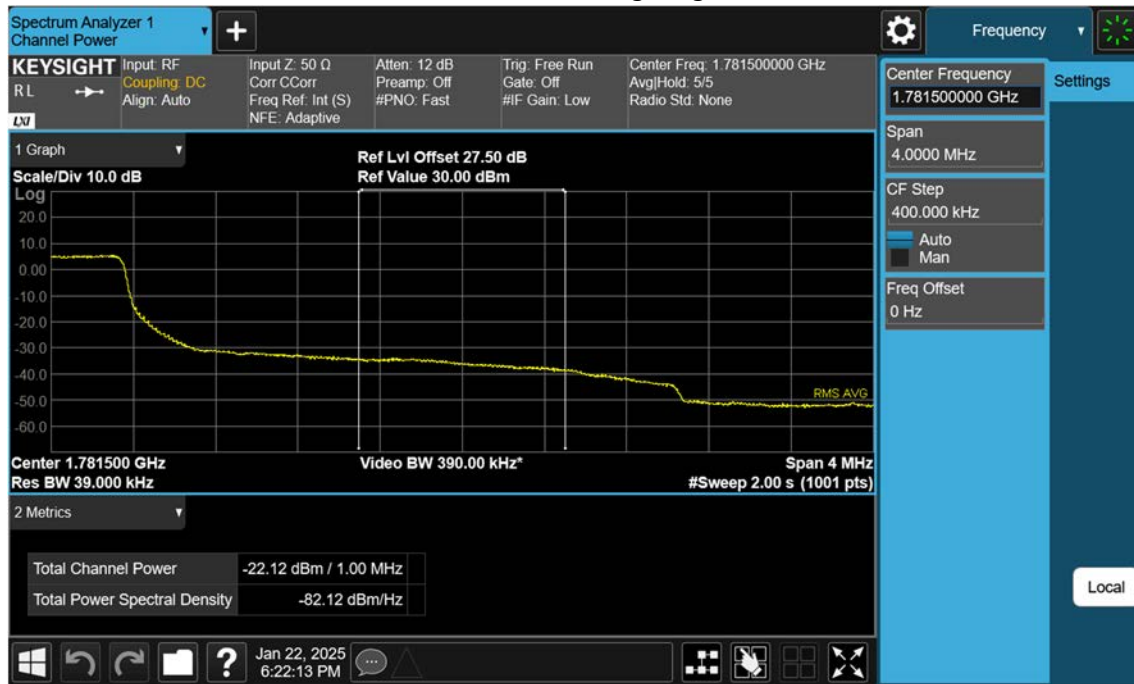 Spectrum Analyzer 1
Channel Power
+
Frequency
KEYSIGHT
RL
LXI
Input: RF
Coupling: DC
Align: Auto
Input Z: 50 Ω
Corr CCorr
Freq Ref: Int (S)
NFE: Adaptive
Atten: 12 dB
Preamp: Off
#PNO: Fast
Trig: Free Run
Gate: Off
#IF Gain: Low
Center Freq: 1.781500000 GHz
Avg|Hold: 5/5
Radio Std: None
1 Graph
Scale/Div 10.0 dB
Ref Lvl Offset 27.50 dB
Ref Value 30.00 dBm
Log
20.0
10.0
0.00
-10.0
-20.0
-30.0
-40.0
-50.0
-60.0
RMS AVG
Center 1.781500 GHz
Res BW 39.000 kHz
Video BW 390.00 kHz*
Span 4 MHz
#Sweep 2.00 s (1001 pts)
2 Metrics
Total Channel Power -22.12 dBm / 1.00 MHz
Total Power Spectral Density -82.12 dBm/Hz
?
Jan 22, 2025
6:22:13 PM
Center Frequency
1.781500000 GHz
Settings
Span
4.0000 MHz
CF Step
400.000 kHz
Auto
Man
Freq Offset
0 Hz
Local